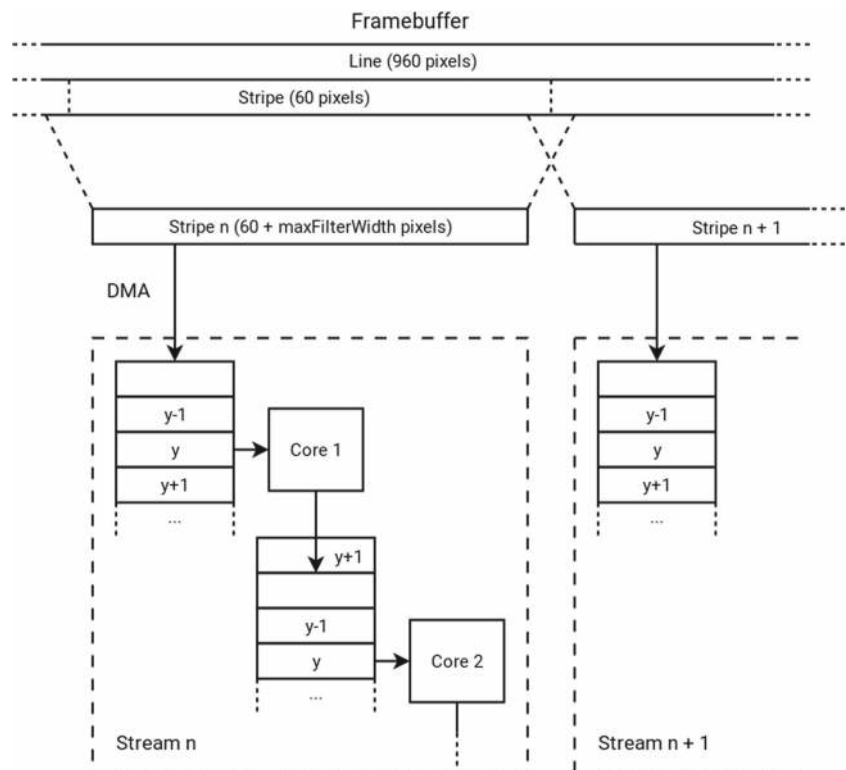 Framebuffer
Line (960 pixels)
Stripe (60 pixels)
Stripe n (60 + maxFilterWidth pixels)
Stripe n + 1
DMA
y-1
y
y+1
...
Core 1
y+1
y-1
y
...
Core 2
Stream n
y-1
y
y+1
...
Stream n + 1